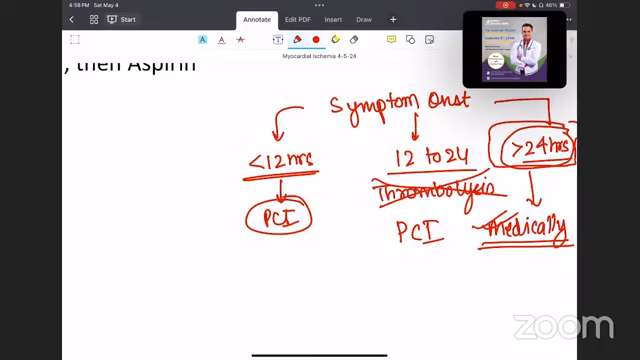 4:58 PM Sat May 4
46%
Start
Annotate
Edit PDF
Insert
Draw
Myocardial Ischemia 4-5-24
, then Aspirin
Symptom Onst
<12 hrs
12 to 24
>24 hrs
Thrombolysis
PCI
PCI
Medically
zoom